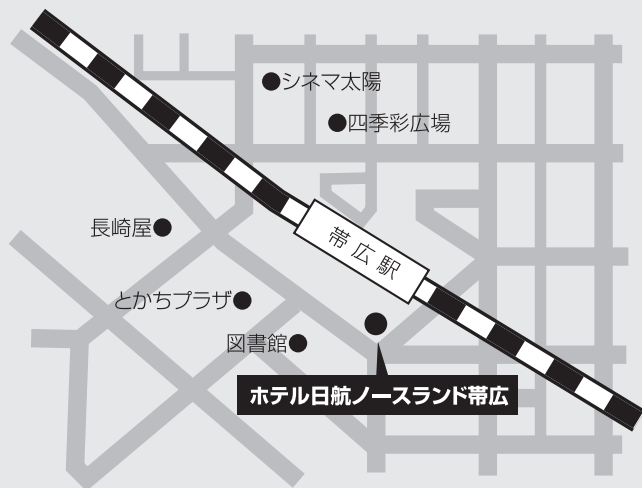 シネマ太陽
四季彩広場
長崎屋
帯広駅
とかちプラザ
図書館
ホテル日航ノースランド帯広